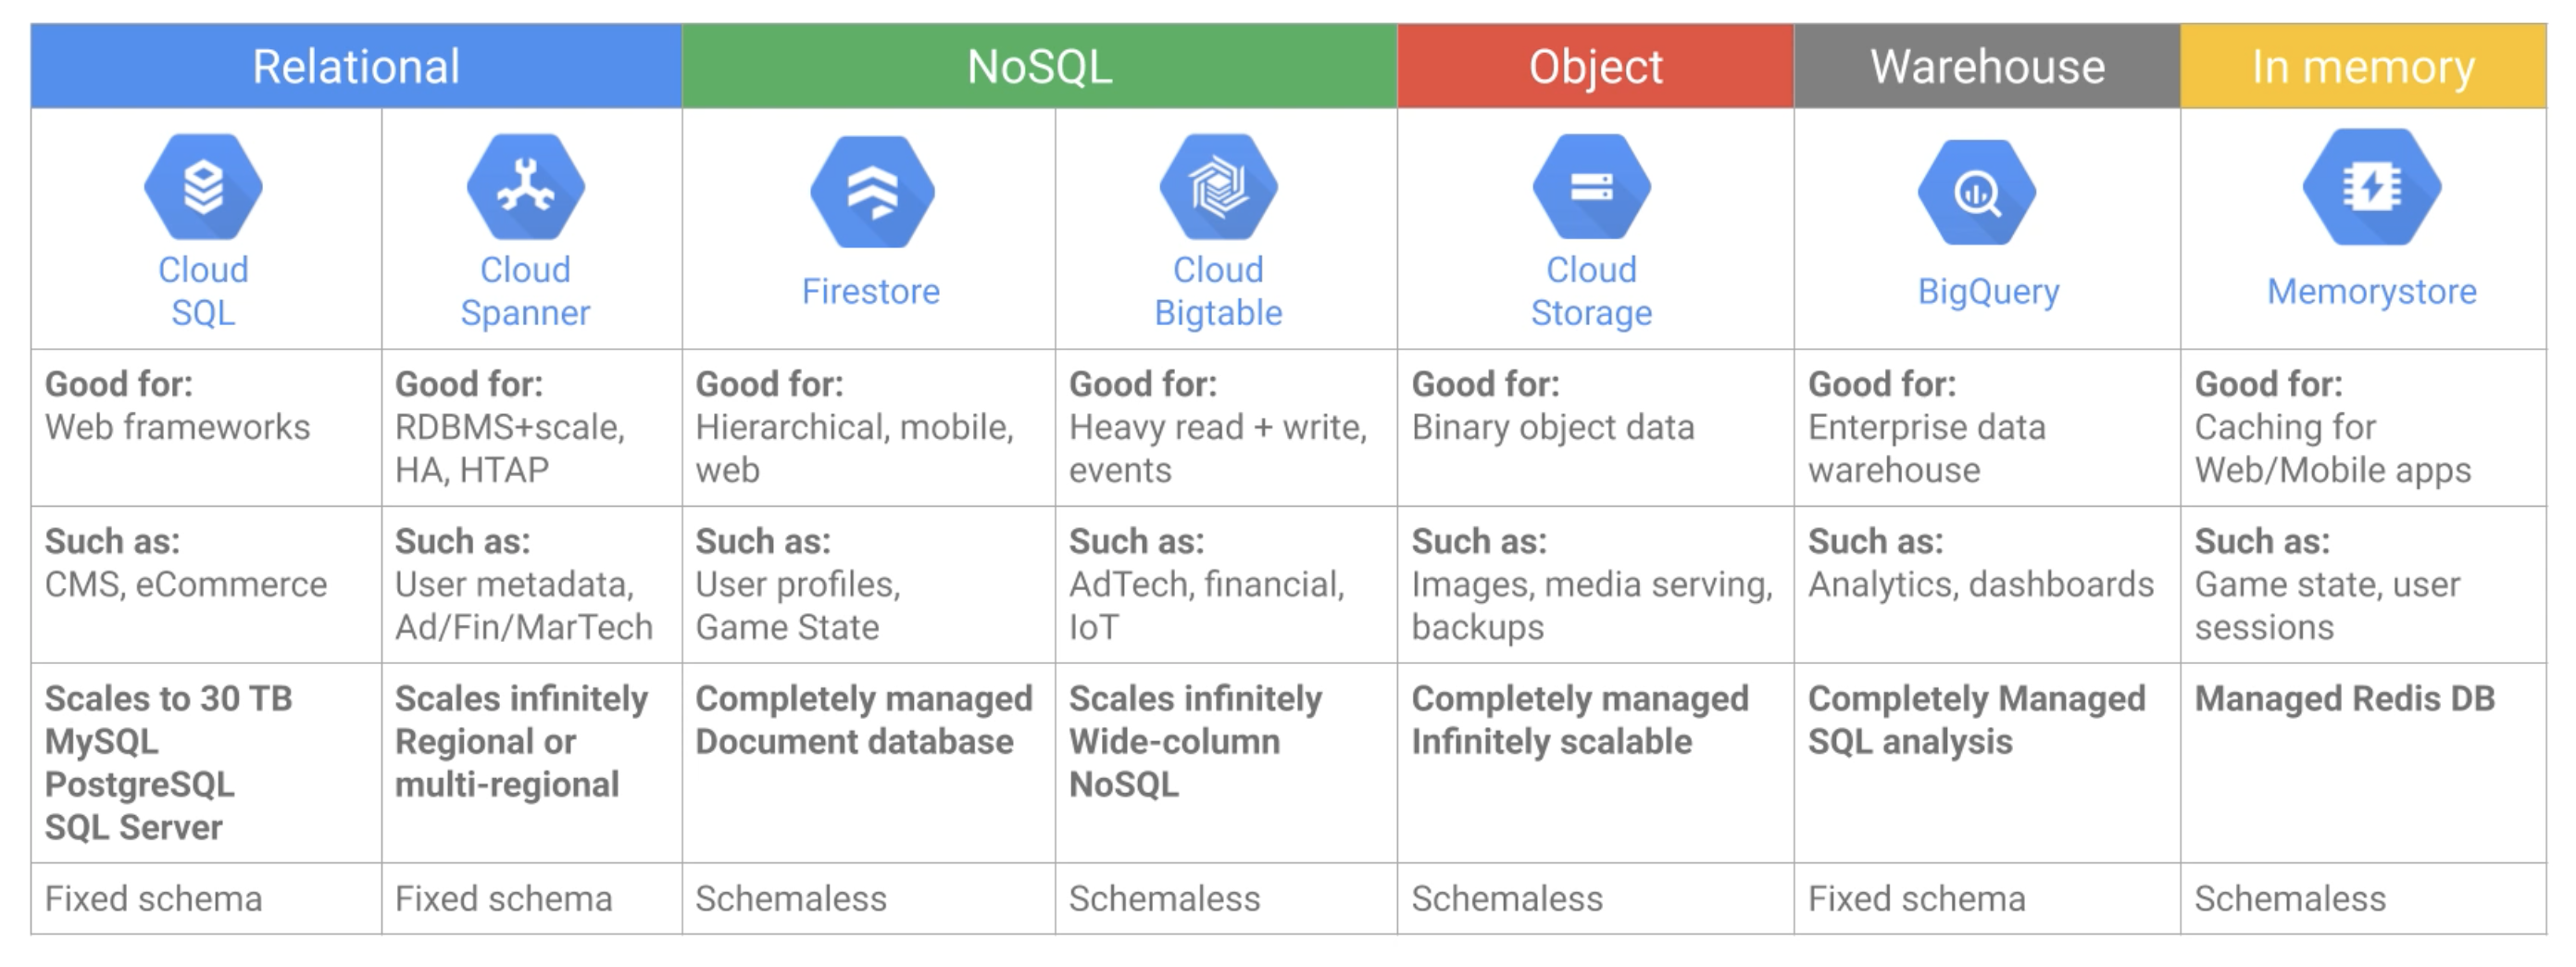 Relational
NoSQL
Object
Warehouse
In memory
Cloud
SQL
Cloud
Spanner
Firestore
Cloud
Bigtable
Cloud
Storage
BigQuery
Memorystore
Good for:
Web frameworks
Good for:
RDBMS+scale,
HA, HTAP
Good for:
Hierarchical, mobile,
web
Good for:
Heavy read + write,
events
Good for:
Binary object data
Good for:
Enterprise data
warehouse
Good for:
Caching for
Web/Mobile apps
Such as:
CMS, eCommerce
Such as:
User metadata,
Ad/Fin/MarTech
Such as:
User profiles,
Game State
Such as:
AdTech, financial,
IoT
Such as:
Images, media serving,
backups
Such as:
Analytics, dashboards
Such as:
Game state, user
sessions
Scales to 30 TB
MySQL
PostgreSQL
SQL Server
Scales infinitely
Regional or
multi-regional
Completely managed
Document database
Scales infinitely
Wide-column
NoSQL
Completely managed
Infinitely scalable
Completely Managed
SQL analysis
Managed Redis DB
Fixed schema
Fixed schema
Schemaless
Schemaless
Schemaless
Fixed schema
Schemaless